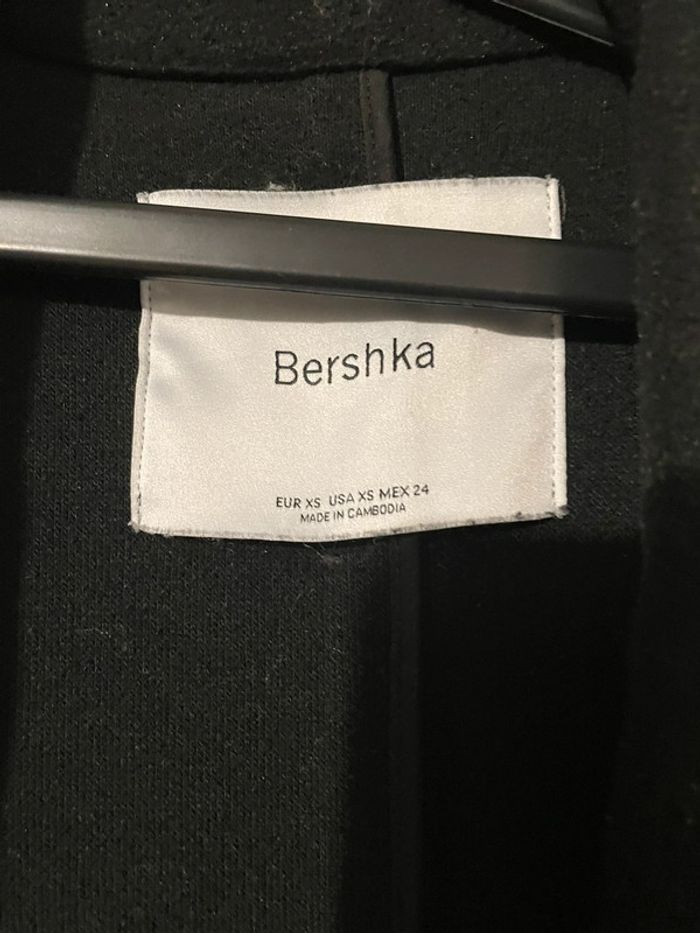 Bershka
EUR XS USA XS MEX 24
MADE IN CAMBODIA